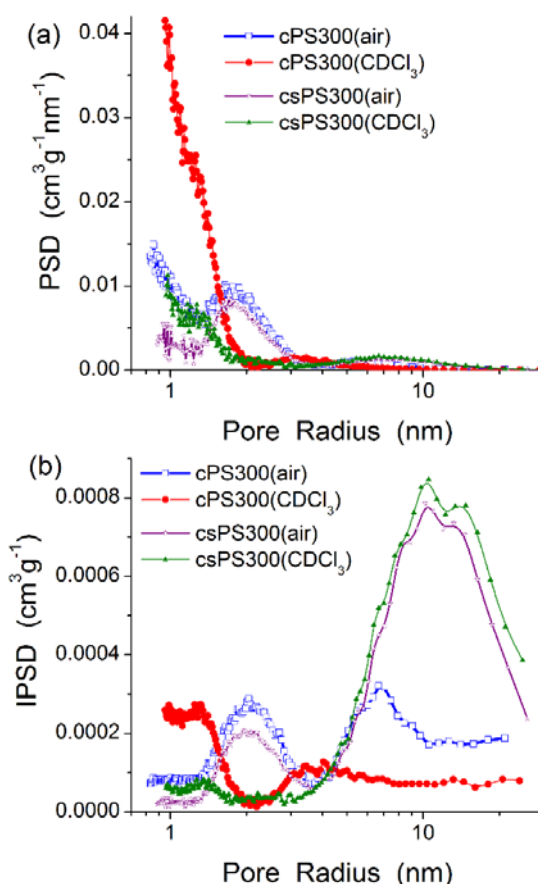 (a)
cPS300(air)
cPS300(CDCl₃)
csPS300(air)
csPS300(CDCl₃)
PSD (cm³g⁻¹nm⁻¹)
0.04
0.03
0.02
0.01
0.00
1
10
Pore Radius (nm)
(b)
cPS300(air)
cPS300(CDCl₃)
csPS300(air)
csPS300(CDCl₃)
IPSD (cm³g⁻¹)
0.0008
0.0006
0.0004
0.0002
0.0000
1
10
Pore Radius (nm)